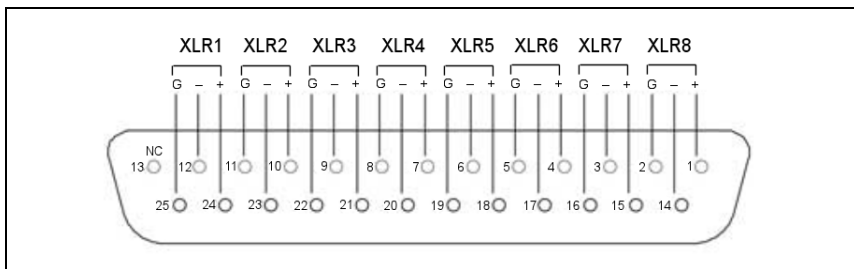 XLR1 XLR2 XLR3 XLR4 XLR5 XLR6 XLR7 XLR8
G – + G – + G – + G – + G – + G – + G – + G – +
NC
13 12 11 10 9 8 7 6 5 4 3 2 1
25 24 23 22 21 20 19 18 17 16 15 14